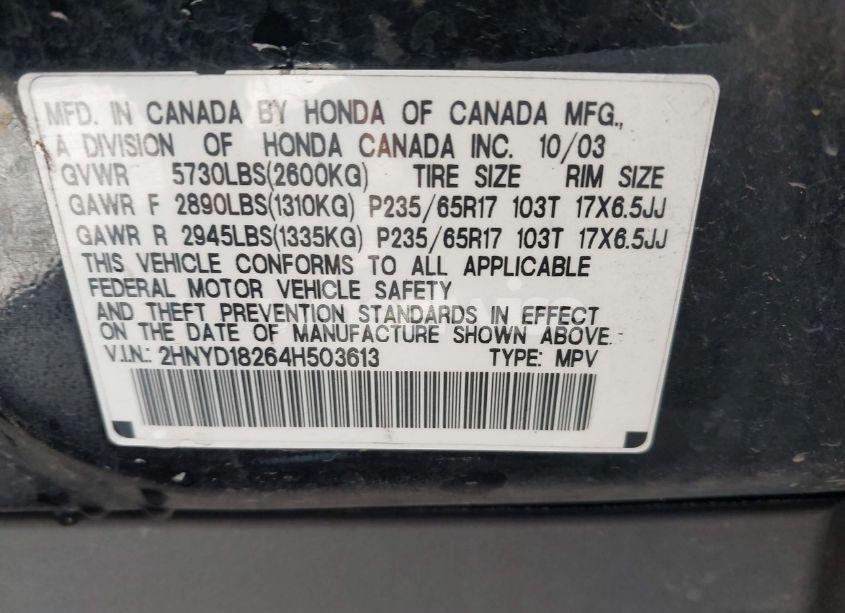 MFD. IN CANADA BY HONDA OF CANADA MFG.,
A DIVISION OF HONDA CANADA INC. 10/03
GVWR 5730LBS(2600KG) TIRE SIZE RIM SIZE
GAWR F 2890LBS(1310KG) P235/65R17 103T 17X6.5JJ
GAWR R 2945LBS(1335KG) P235/65R17 103T 17X6.5JJ
THIS VEHICLE CONFORMS TO ALL APPLICABLE
FEDERAL MOTOR VEHICLE SAFETY
AND THEFT PREVENTION STANDARDS IN EFFECT
ON THE DATE OF MANUFACTURE SHOWN ABOVE.
V.I.N.: 2HNYD18264H503613 TYPE: MPV